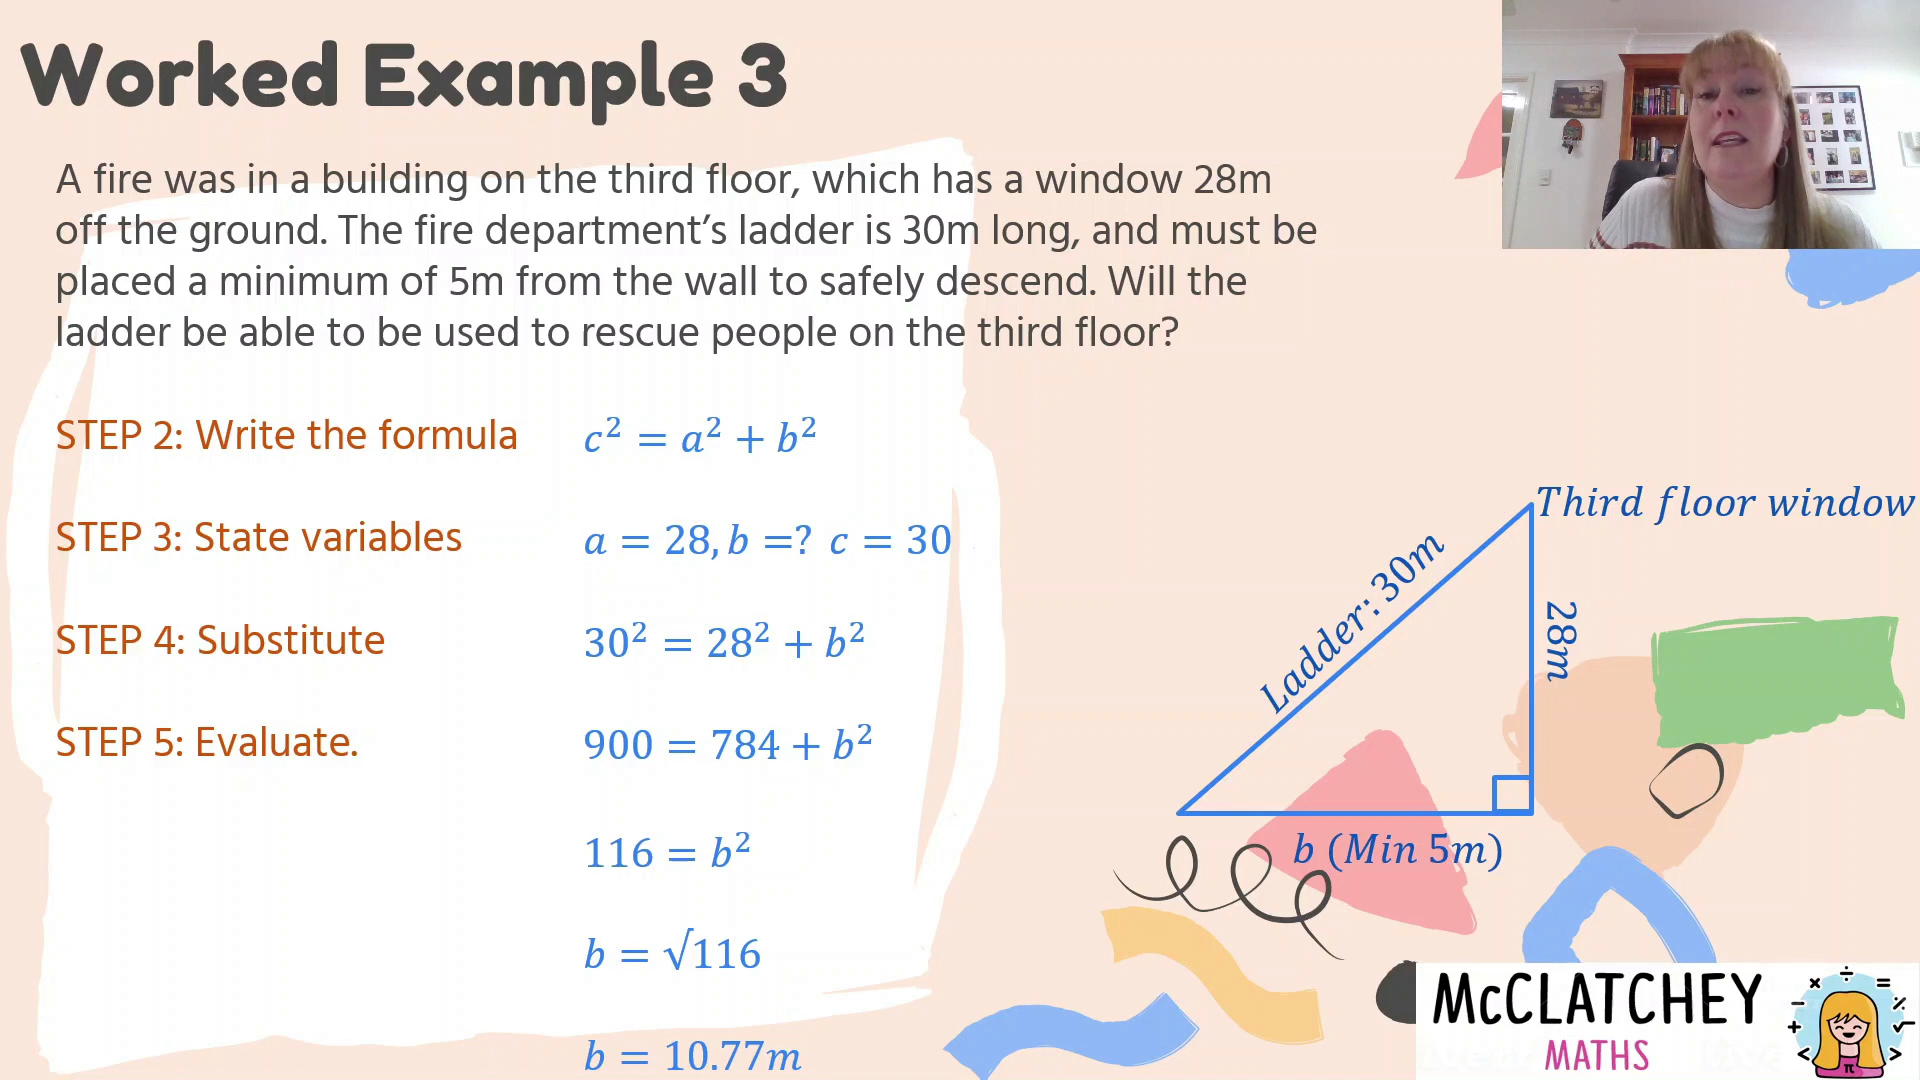 Worked Example 3
A fire was in a building on the third floor, which has a window 28m
off the ground. The fire department’s ladder is 30m long, and must be
placed a minimum of 5m from the wall to safely descend. Will the
ladder be able to be used to rescue people on the third floor?
STEP 2: Write the formula c² = a² + b²
STEP 3: State variables a = 28, b =? c = 30
STEP 4: Substitute 30² = 28² + b²
STEP 5: Evaluate. 900 = 784 + b²
116 = b²
b = √116
b = 10.77m
Third floor window
Ladder: 30m
28m
b (Min 5m)
McCLATCHEY
MATHS